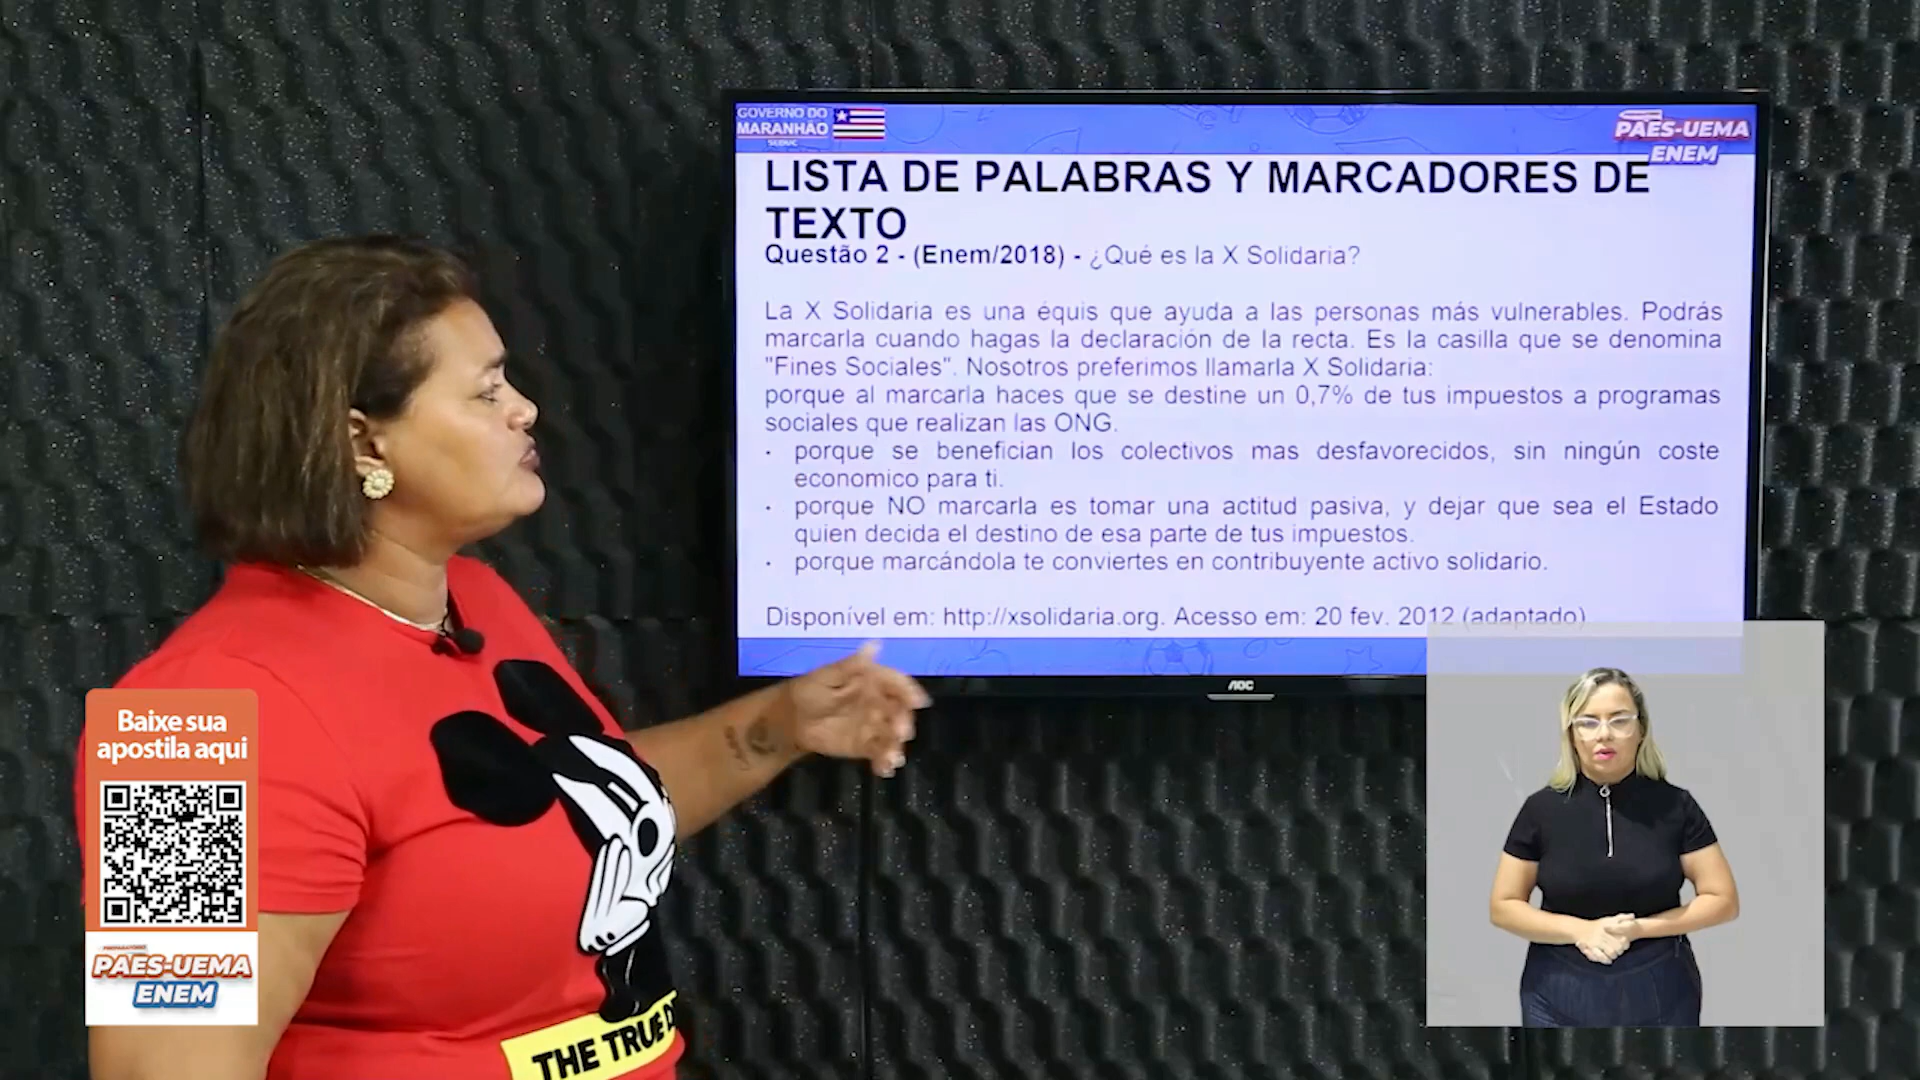 GOVERNO DO
MARANHÃO
SEDUC
PAES-UEMA
ENEM
LISTA DE PALABRAS Y MARCADORES DE
TEXTO
Questão 2 - (Enem/2018) - ¿Qué es la X Solidaria?
La X Solidaria es una équis que ayuda a las personas más vulnerables. Podrás
marcarla cuando hagas la declaración de la recta. Es la casilla que se denomina
"Fines Sociales". Nosotros preferimos llamarla X Solidaria:
porque al marcarla haces que se destine un 0,7% de tus impuestos a programas
sociales que realizan las ONG.
· porque se benefician los colectivos mas desfavorecidos, sin ningún coste
economico para ti.
· porque NO marcarla es tomar una actitud pasiva, y dejar que sea el Estado
quien decida el destino de esa parte de tus impuestos.
· porque marcándola te conviertes en contribuyente activo solidario.
Disponível em: http://xsolidaria.org. Acesso em: 20 fev. 2012 (adaptado)
AOC
Baixe sua
apostila aqui
PREPARATÓRIO
PAES-UEMA
ENEM
THE TRUE